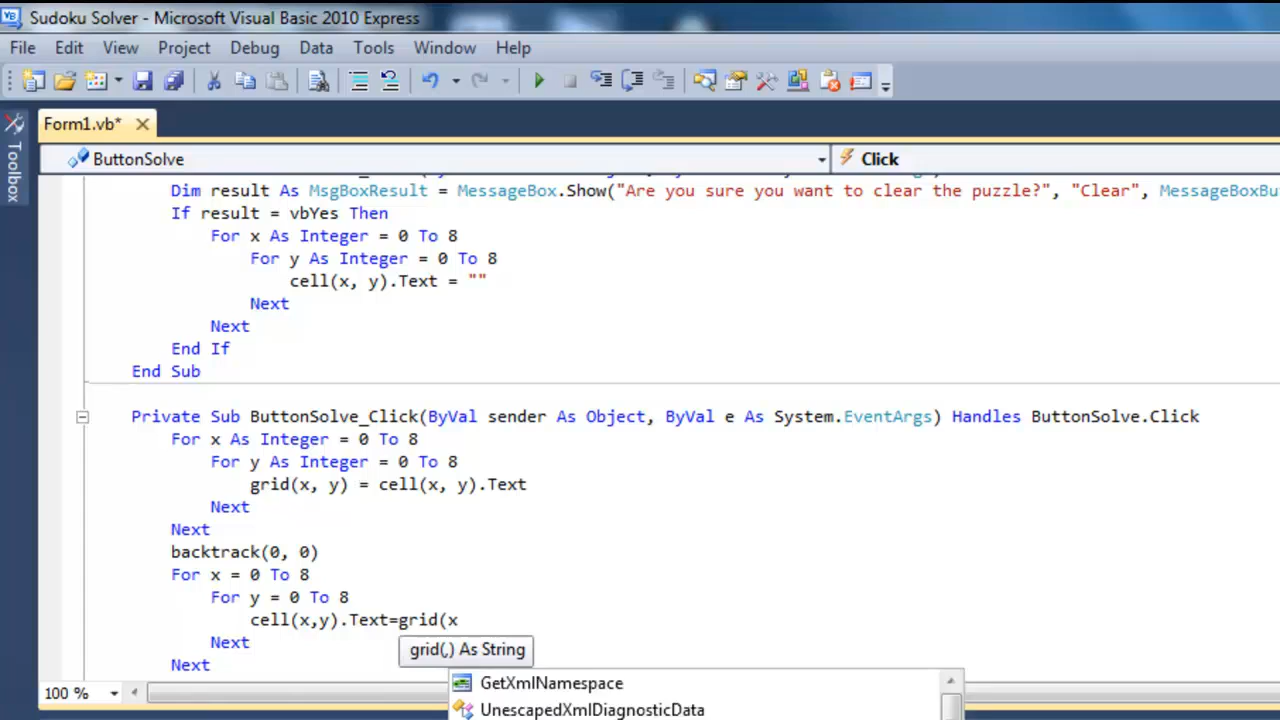 Sudoku Solver - Microsoft Visual Basic 2010 Express
File Edit View Project Debug Data Tools Window Help
Form1.vb*
Toolbox
ButtonSolve Click
Dim result As MsgBoxResult = MessageBox.Show("Are you sure you want to clear the puzzle?", "Clear", MessageBoxBu
If result = vbYes Then
For x As Integer = 0 To 8
For y As Integer = 0 To 8
cell(x, y).Text = ""
Next
Next
End If
End Sub
Private Sub ButtonSolve_Click(ByVal sender As Object, ByVal e As System.EventArgs) Handles ButtonSolve.Click
For x As Integer = 0 To 8
For y As Integer = 0 To 8
grid(x, y) = cell(x, y).Text
Next
Next
backtrack(0, 0)
For x = 0 To 8
For y = 0 To 8
cell(x,y).Text=grid(x
Next
grid(,) As String
Next
100 %
GetXmlNamespace
UnescapedXmlDiagnosticData